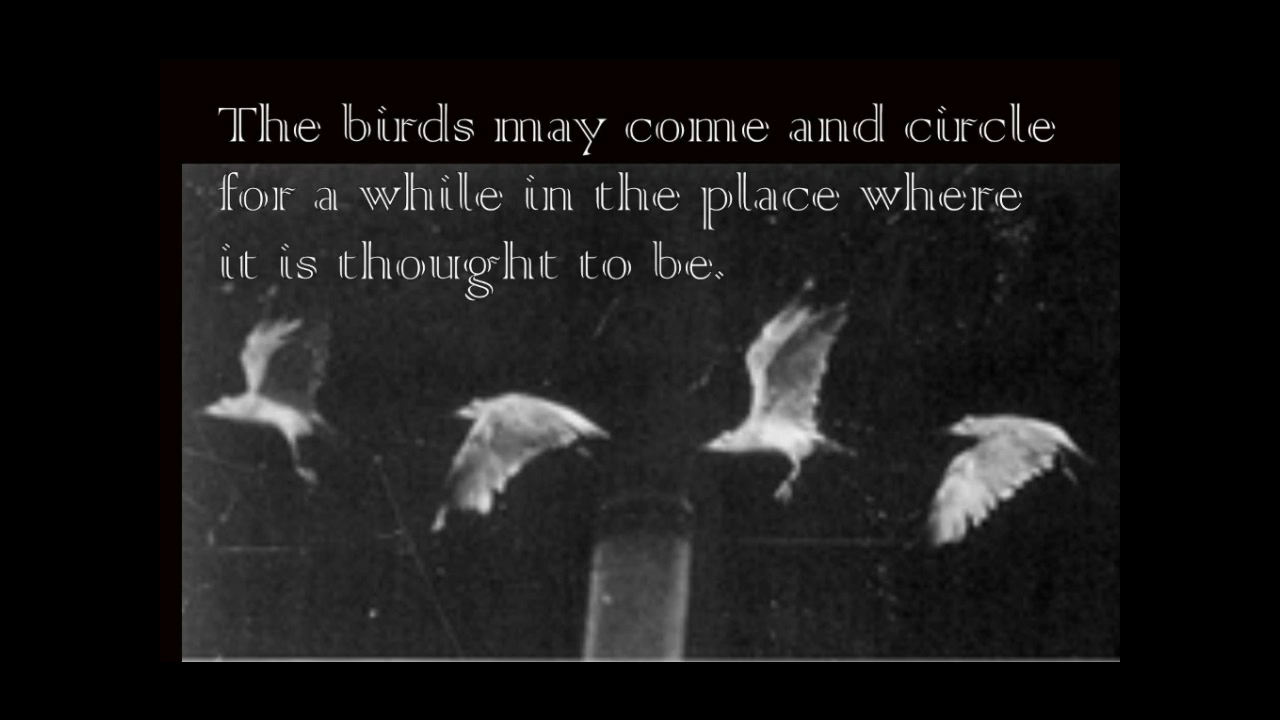 The birds may come and circle
for a while in the place where
it is thought to be.